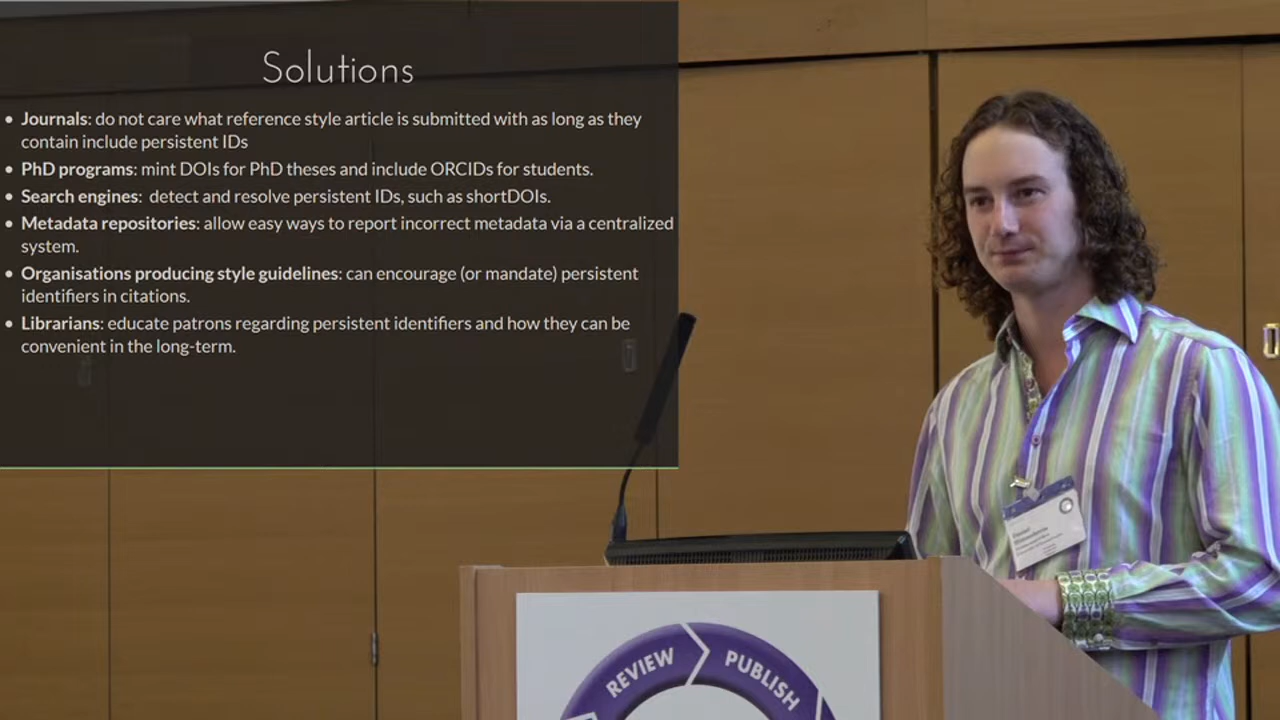 Solutions
• Journals: do not care what reference style article is submitted with as long as they
contain include persistent IDs
• PhD programs: mint DOIs for PhD theses and include ORCIDs for students.
• Search engines:  detect and resolve persistent IDs, such as shortDOIs.
• Metadata repositories: allow easy ways to report incorrect metadata via a centralized
system.
• Organisations producing style guidelines: can encourage (or mandate) persistent
identifiers in citations.
• Librarians: educate patrons regarding persistent identifiers and how they can be
convenient in the long-term.
REVIEW
PUBLISH